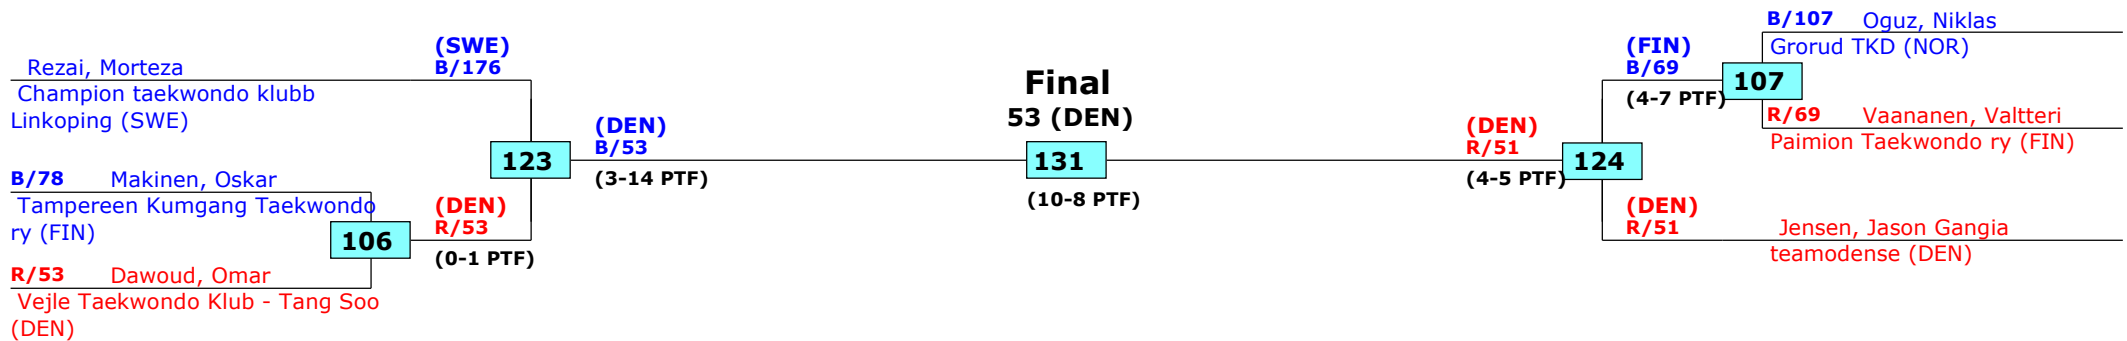 (SWE)
B/176
Rezai, Morteza
Champion taekwondo klubb
Linkoping (SWE)
B/78 Makinen, Oskar
Tampereen Kumgang Taekwondo
ry (FIN)
106
R/53 Dawoud, Omar
Vejle Taekwondo Klub - Tang Soo
(DEN)
(DEN)
R/53
(0-1 PTF)
123
(DEN)
B/53
(3-14 PTF)
Final
53 (DEN)
131
(10-8 PTF)
(DEN)
R/51
(4-5 PTF)
124
(FIN)
B/69
(4-7 PTF)
107
B/107 Oguz, Niklas
Grorud TKD (NOR)
R/69 Vaananen, Valtteri
Paimion Taekwondo ry (FIN)
(DEN)
R/51
Jensen, Jason Gangia
teamodense (DEN)